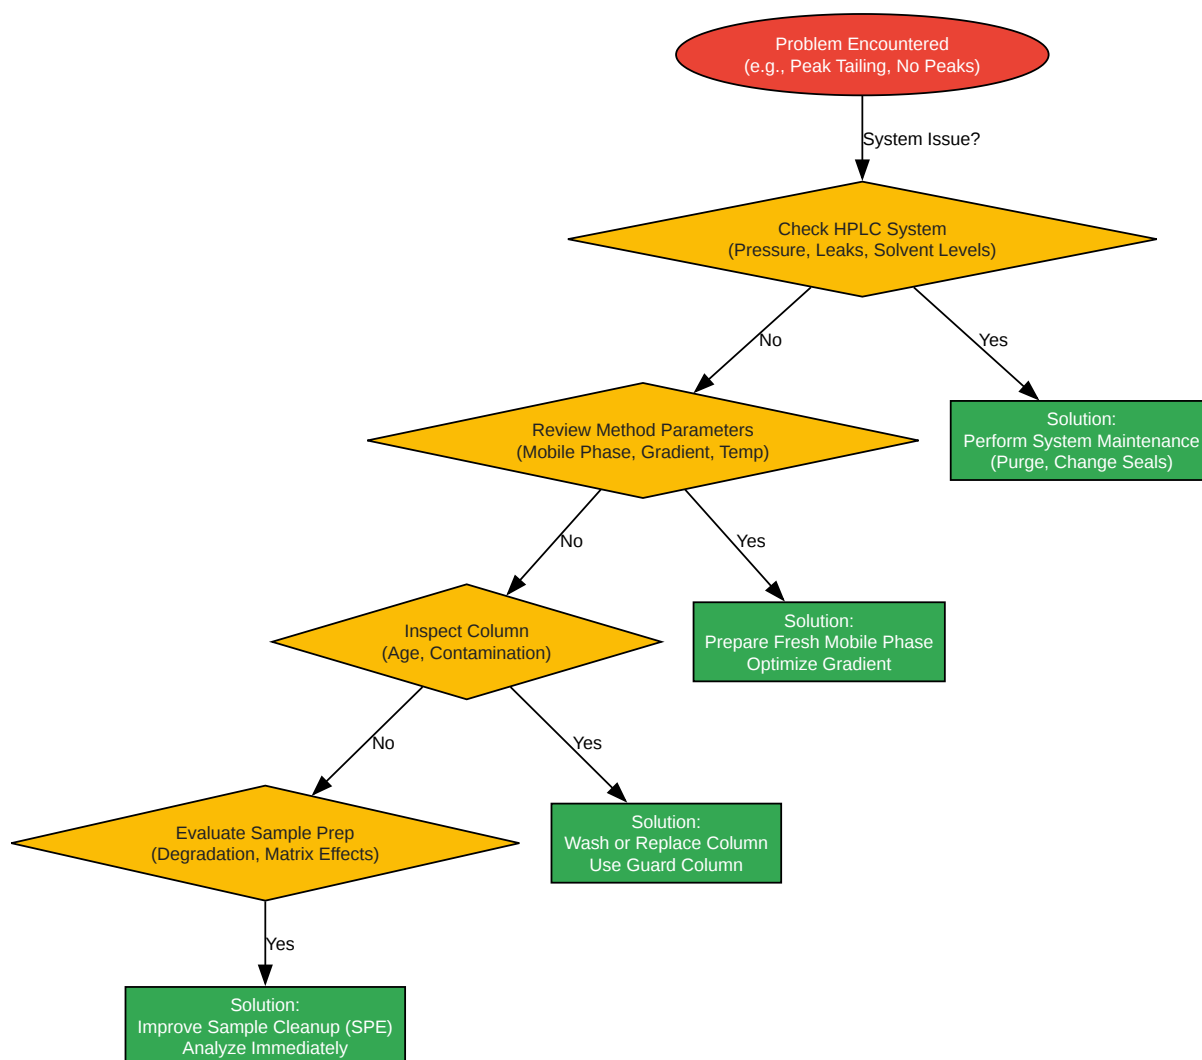 Problem Encountered
(e.g., Peak Tailing, No Peaks)
System Issue?
Check HPLC System
(Pressure, Leaks, Solvent Levels)
No
Yes
Review Method Parameters
(Mobile Phase, Gradient, Temp)
Solution:
Perform System Maintenance
(Purge, Change Seals)
No
Yes
Inspect Column
(Age, Contamination)
Solution:
Prepare Fresh Mobile Phase
Optimize Gradient
No
Yes
Evaluate Sample Prep
(Degradation, Matrix Effects)
Solution:
Wash or Replace Column
Use Guard Column
Yes
Solution:
Improve Sample Cleanup (SPE)
Analyze Immediately